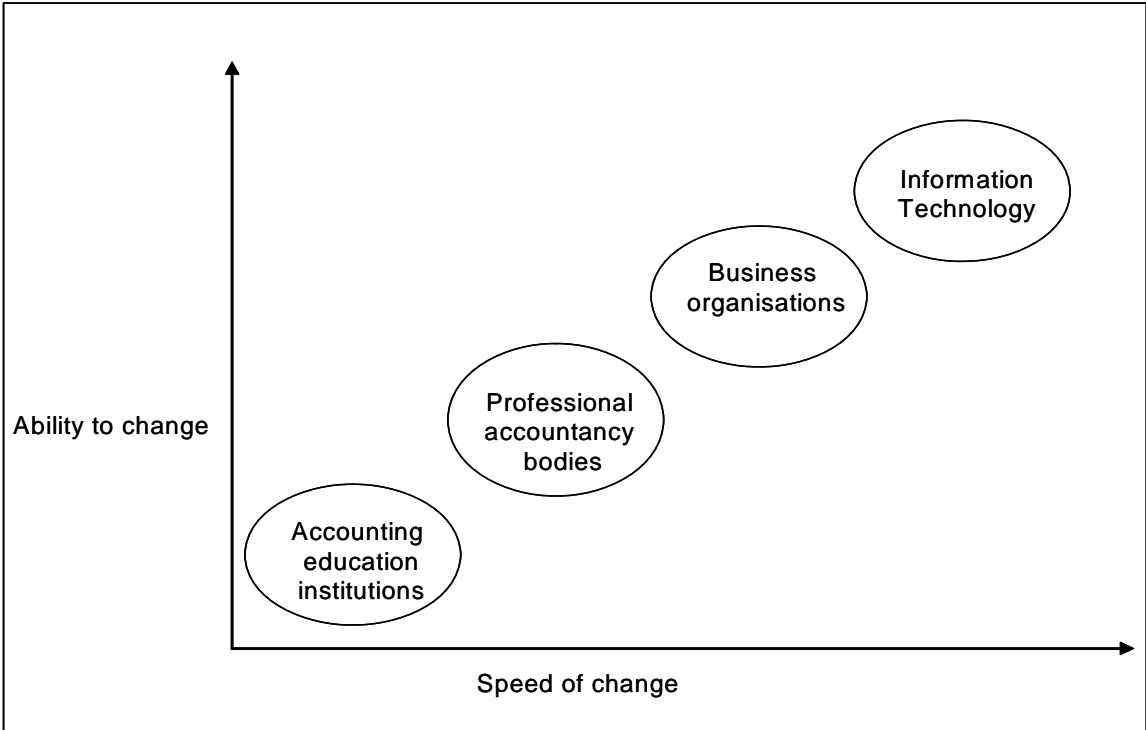 Information
Technology
Business
organisations
Professional
accountancy
bodies
Ability to change
Accounting
education
institutions
Speed of change